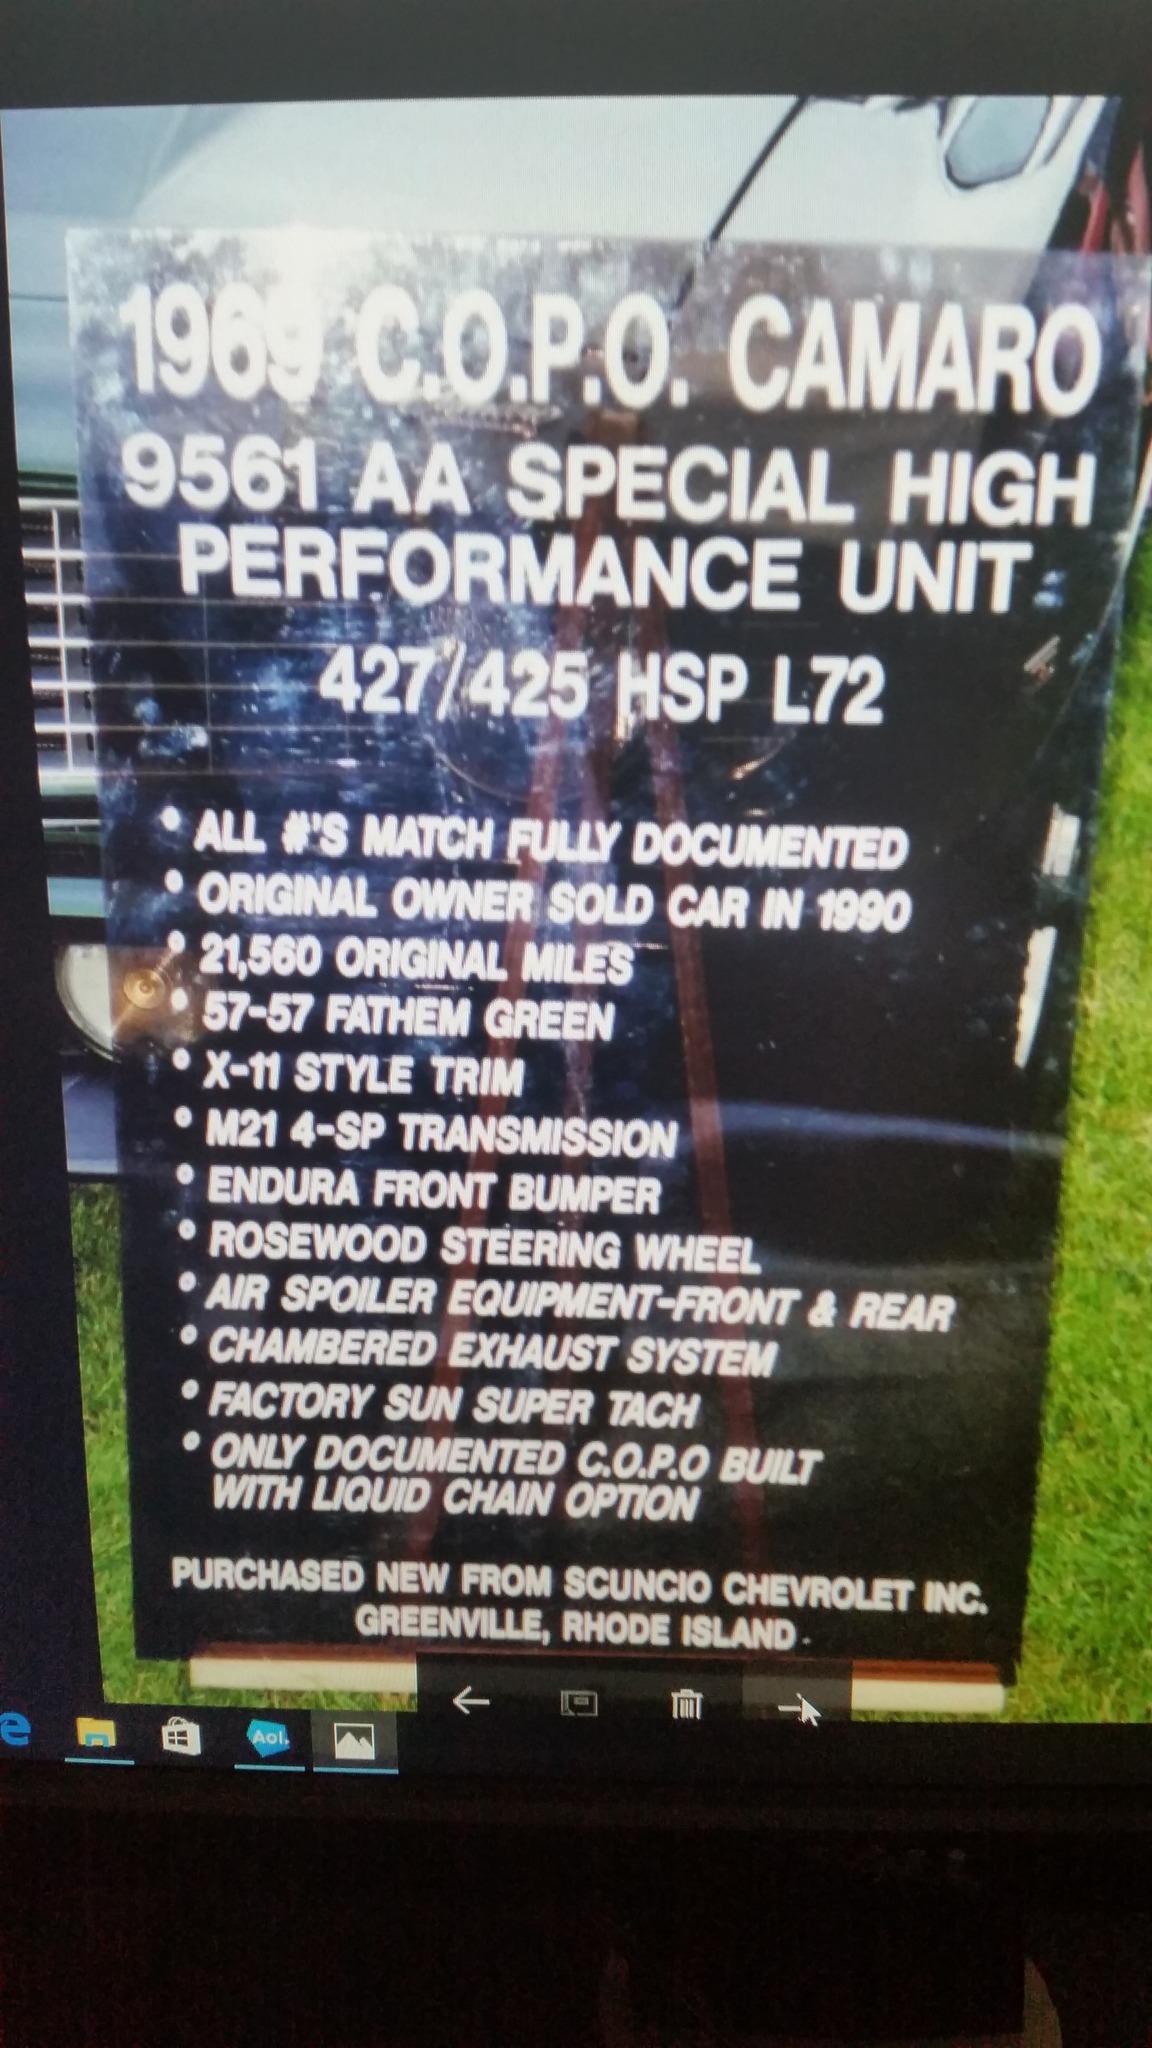 1969 C.O.P.O. CAMARO
9561 AA SPECIAL HIGH
PERFORMANCE UNIT
427/425 HSP L72
° ALL #'S MATCH FULLY DOCUMENTED
° ORIGINAL OWNER SOLD CAR IN 1990
° 21,560 ORIGINAL MILES
° 57-57 FATHEM GREEN
° X-11 STYLE TRIM
° M21 4-SP TRANSMISSION
° ENDURA FRONT BUMPER
° ROSEWOOD STEERING WHEEL
° AIR SPOILER EQUIPMENT-FRONT & REAR
° CHAMBERED EXHAUST SYSTEM
° FACTORY SUN SUPER TACH
° ONLY DOCUMENTED C.O.P.O BUILT
WITH LIQUID CHAIN OPTION
PURCHASED NEW FROM SCUNCIO CHEVROLET INC.
GREENVILLE, RHODE ISLAND
Aol.